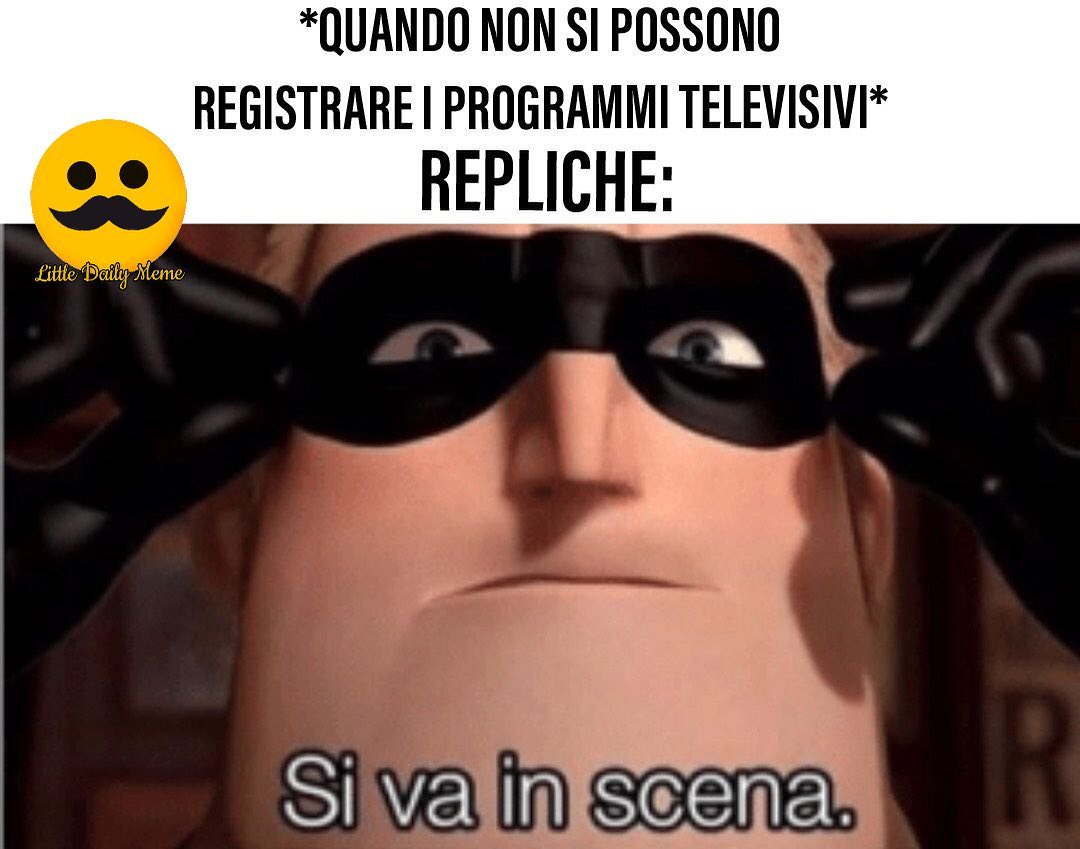 *QUANDO NON SI POSSONO
REGISTRARE I PROGRAMMI TELEVISIVI*
REPLICHE:
Little Daily Meme
Si va in scena.
R